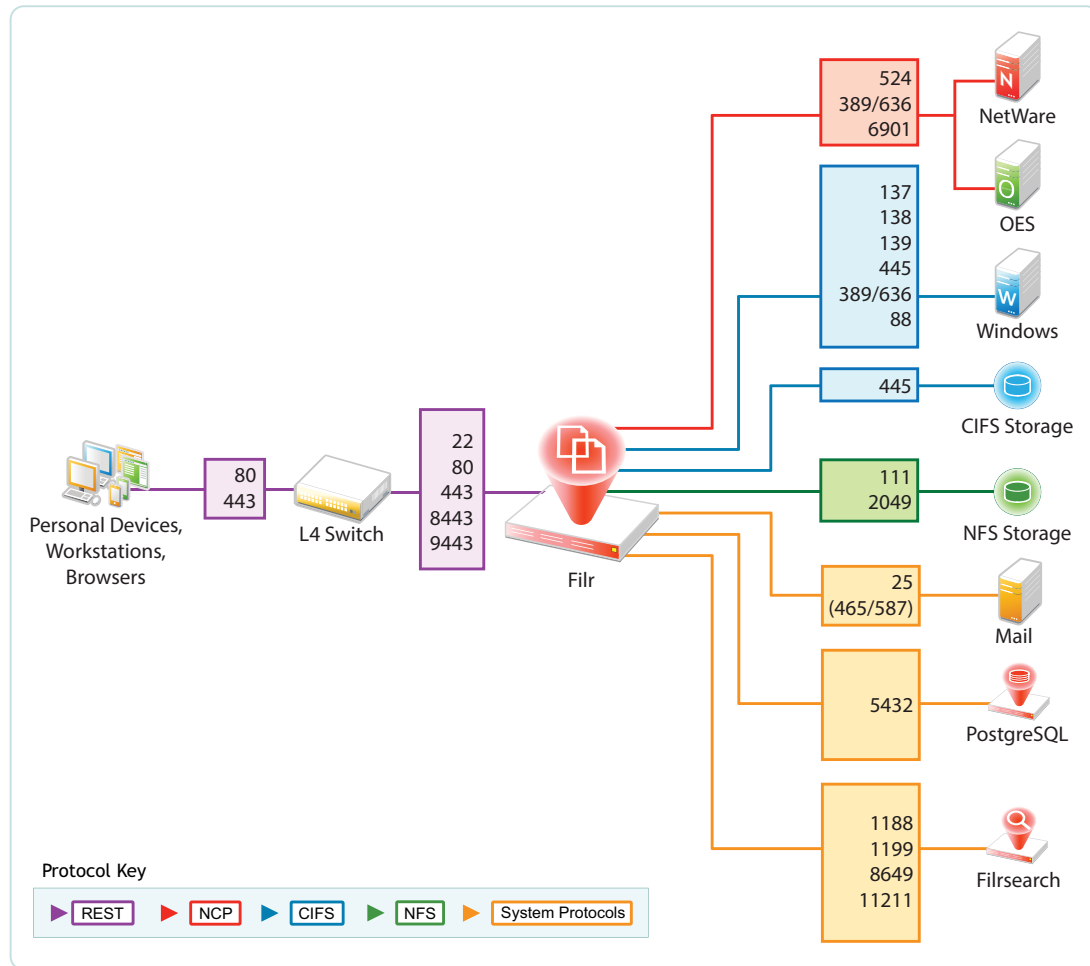 524
389/636
6901
N
NetWare
O
OES
137
138
139
445
389/636
88
W
Windows
445
CIFS Storage
80
443
Personal Devices,
Workstations,
Browsers
L4 Switch
22
80
443
8443
9443
Filr
111
2049
NFS Storage
25
(465/587)
Mail
5432
PostgreSQL
1188
1199
8649
11211
Filrsearch
Protocol Key
REST
NCP
CIFS
NFS
System Protocols